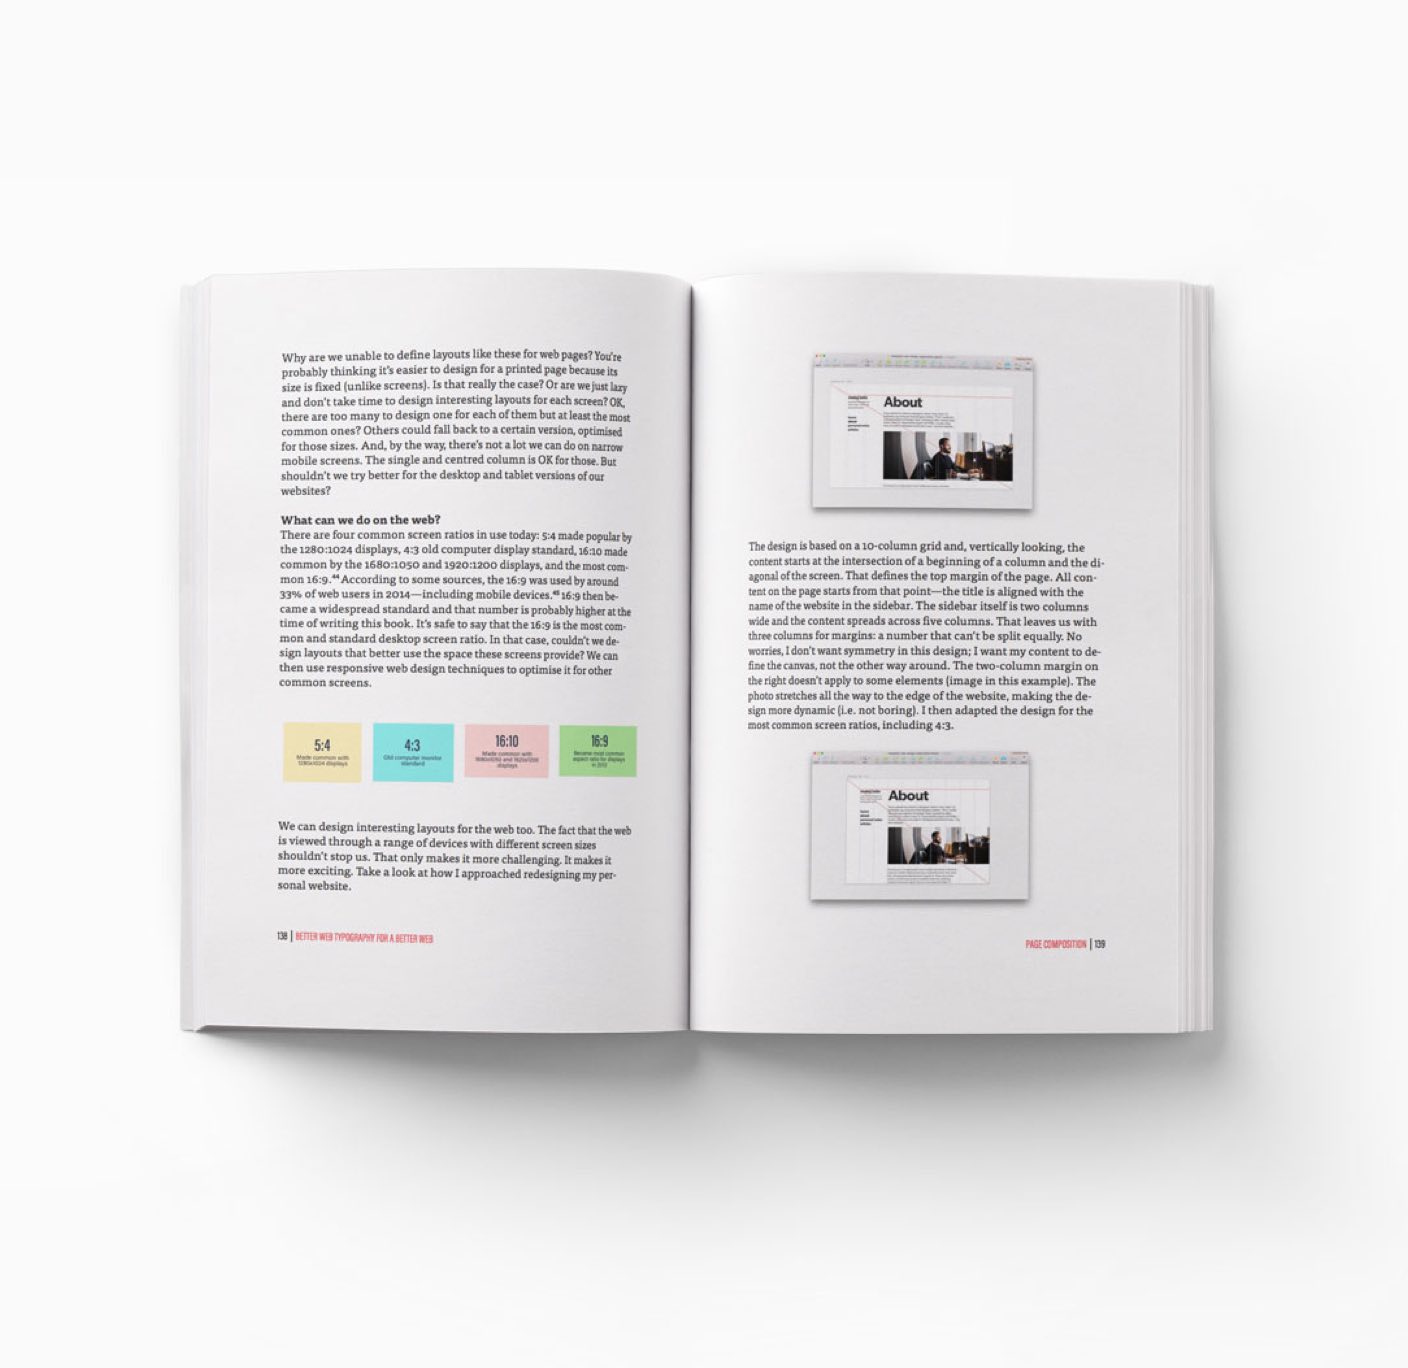 Why are we unable to define layouts like these for web pages? You're
probably thinking it's easier to design for a printed page because its
size is fixed (unlike screens). Is that really the case? Or are we just lazy
and don't take time to design interesting layouts for each screen? OK,
there are too many to design one for each of them but at least the most
common ones? Others could fall back to a certain version, optimised
for those sizes. And, by the way, there's not a lot we can do on narrow
mobile screens. The single and centred column is OK for those. But
shouldn't we try better for the desktop and tablet versions of our
websites?
What can we do on the web?
There are four common screen ratios in use today: 5:4 made popular by
the 1280:1024 displays, 4:3 old computer display standard, 16:10 made
common by the 1680:1050 and 1920:1200 displays, and the most com-
mon 16:9.⁴⁴ According to some sources, the 16:9 was used by around
33% of web users in 2014—including mobile devices.⁴⁵ 16:9 then be-
came a widespread standard and that number is probably higher at the
time of writing this book. It's safe to say that the 16:9 is the most com-
mon and standard desktop screen ratio. In that case, couldn't we de-
sign layouts that better use the space these screens provide? We can
then use responsive web design techniques to optimise it for other
common screens.
5:4
Made common with
1280x1024 displays
4:3
Old computer monitor
standard
16:10
Made common with
1680x1050 and 1920x1200
displays
16:9
Became most common
aspect ratio for displays
in 2012
We can design interesting layouts for the web too. The fact that the web
is viewed through a range of devices with different screen sizes
shouldn't stop us. That only makes it more challenging. It makes it
more exciting. Take a look at how I approached redesigning my per-
sonal website.
138 | BETTER WEB TYPOGRAPHY FOR A BETTER WEB
About
The design is based on a 10-column grid and, vertically looking, the
content starts at the intersection of a beginning of a column and the di-
agonal of the screen. That defines the top margin of the page. All con-
tent on the page starts from that point—the title is aligned with the
name of the website in the sidebar. The sidebar itself is two columns
wide and the content spreads across five columns. That leaves us with
three columns for margins: a number that can't be split equally. No
worries, I don't want symmetry in this design; I want my content to de-
fine the canvas, not the other way around. The two-column margin on
the right doesn't apply to some elements (image in this example). The
photo stretches all the way to the edge of the website, making the de-
sign more dynamic (i.e. not boring). I then adapted the design for the
most common screen ratios, including 4:3.
About
PAGE COMPOSITION | 139